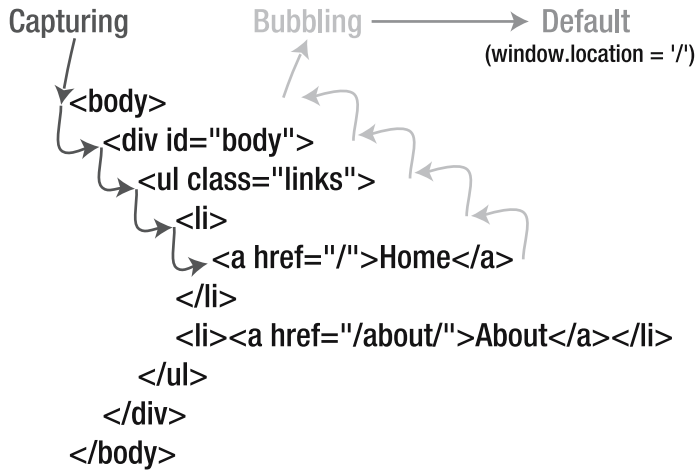 Capturing Bubbling Default
(window.location = '/')
<body>
<div id="body">
<ul class="links">
<li>
<a href="/">Home</a>
</li>
<li><a href="/about/">About</a></li>
</ul>
</div>
</body>